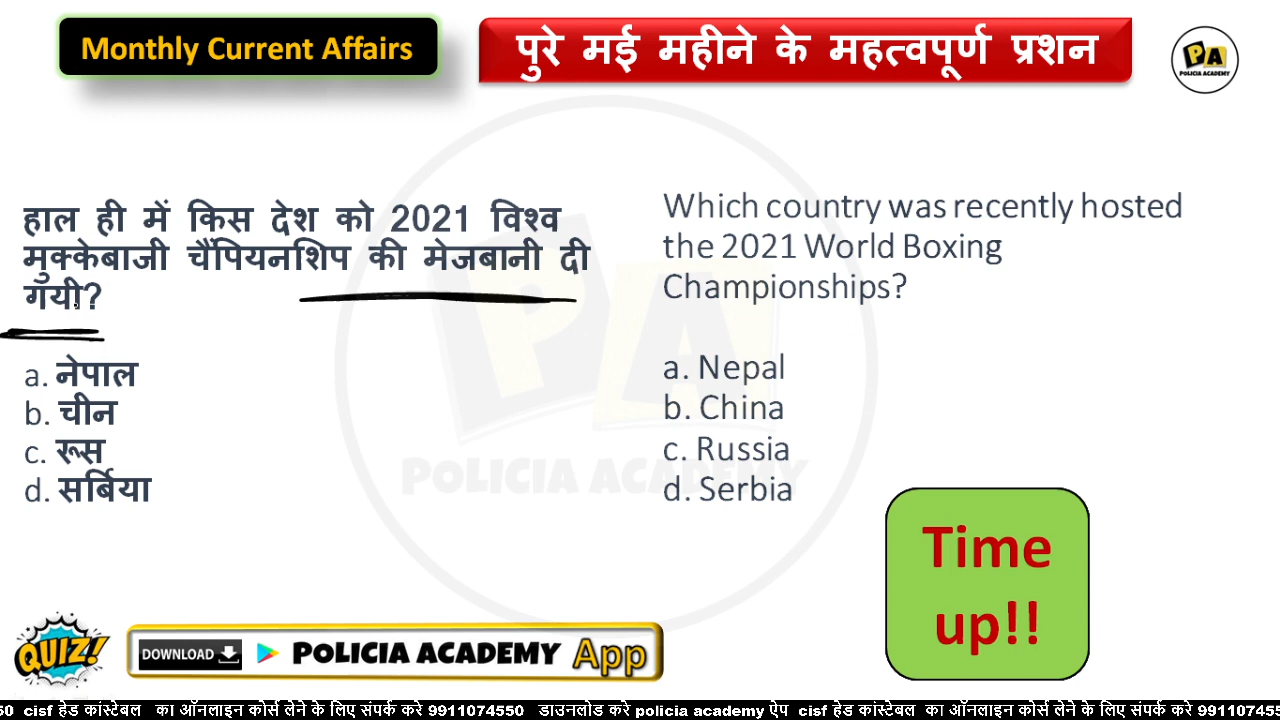 Monthly Current Affairs
पुरे मई महीने के महत्वपूर्ण प्रशन
PA
POLICIA ACADEMY
हाल ही में किस देश को 2021 विश्व
मुक्केबाजी चैंपियनशिप की मेजबानी दी
गयी?
a. नेपाल
b. चीन
c. रूस
d. सर्बिया
Which country was recently hosted
the 2021 World Boxing
Championships?
a. Nepal
b. China
c. Russia
d. Serbia
PA
POLICIA ACADEMY
Time
up!!
QUIZ!
DOWNLOAD
POLICIA ACADEMY App
50 cisf हेड कांस्टेबल का ऑनलाइन कोर्स लेने के लिए संपर्क करे 9911074550 डाउनलोड करे policia academy ऐप cisf हेड कांस्टेबल का ऑनलाइन कोर्स लेने के लिए संपर्क करे 99110745